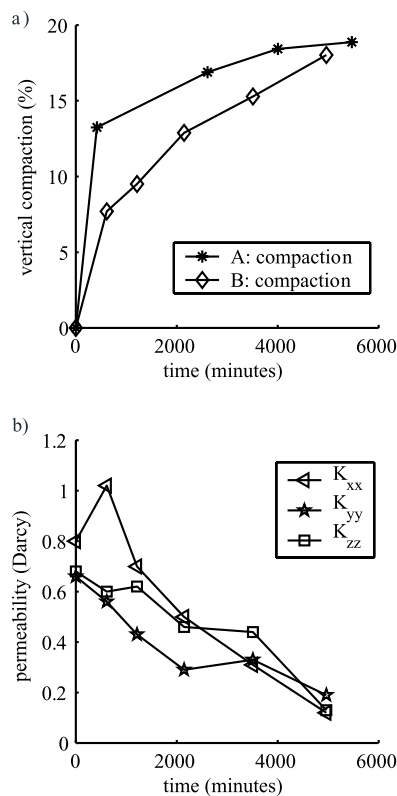 a)
20
15
10
5
0
vertical compaction (%)
A: compaction
B: compaction
0 2000 4000 6000
time (minutes)
b)
1.2
1
0.8
0.6
0.4
0.2
0
permeability (Darcy)
Kxx
Kyy
Kzz
0 2000 4000 6000
time (minutes)